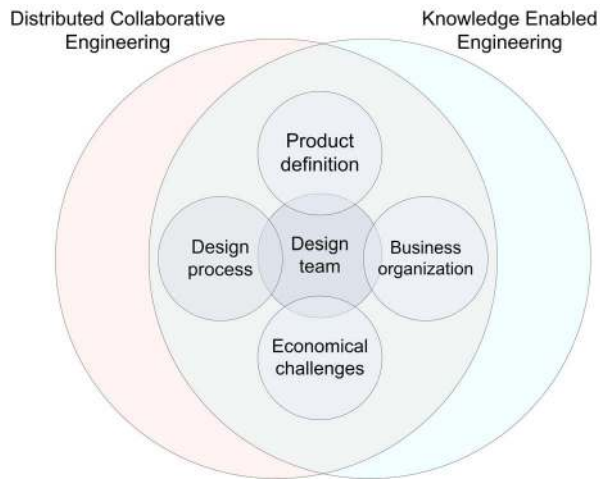 Distributed Collaborative
Engineering
Knowledge Enabled
Engineering
Product
definition
Design
process
Design
team
Business
organization
Economical
challenges